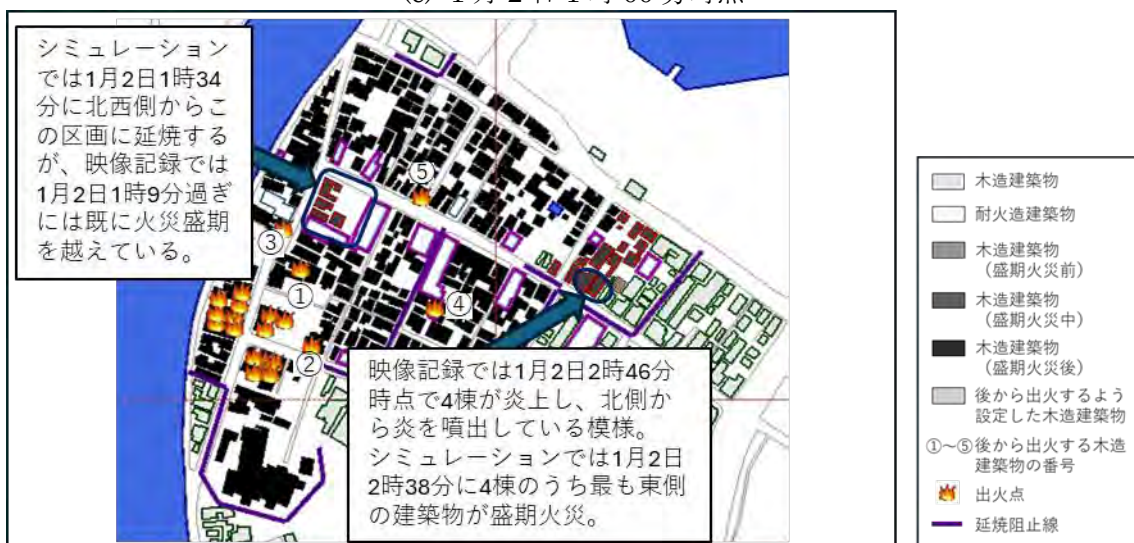 シミュレーション
では1月2日1時34
分に北西側からこ
の区画に延焼する
が、映像記録では
1月2日1時9分過ぎ
には既に火災盛期
を越えている。
⑤
③
①
④
②
映像記録では1月2日2時46分
時点で4棟が炎上し、北側か
ら炎を噴出している模様。
シミュレーションでは1月2日
2時38分に4棟のうち最も東側
の建築物が盛期火災。
木造建築物
耐火造建築物
木造建築物
（盛期火災前）
木造建築物
（盛期火災中）
木造建築物
（盛期火災後）
後から出火するよう
設定した木造建築物
①～⑤後から出火する木造
建築物の番号
出火点
延焼阻止線